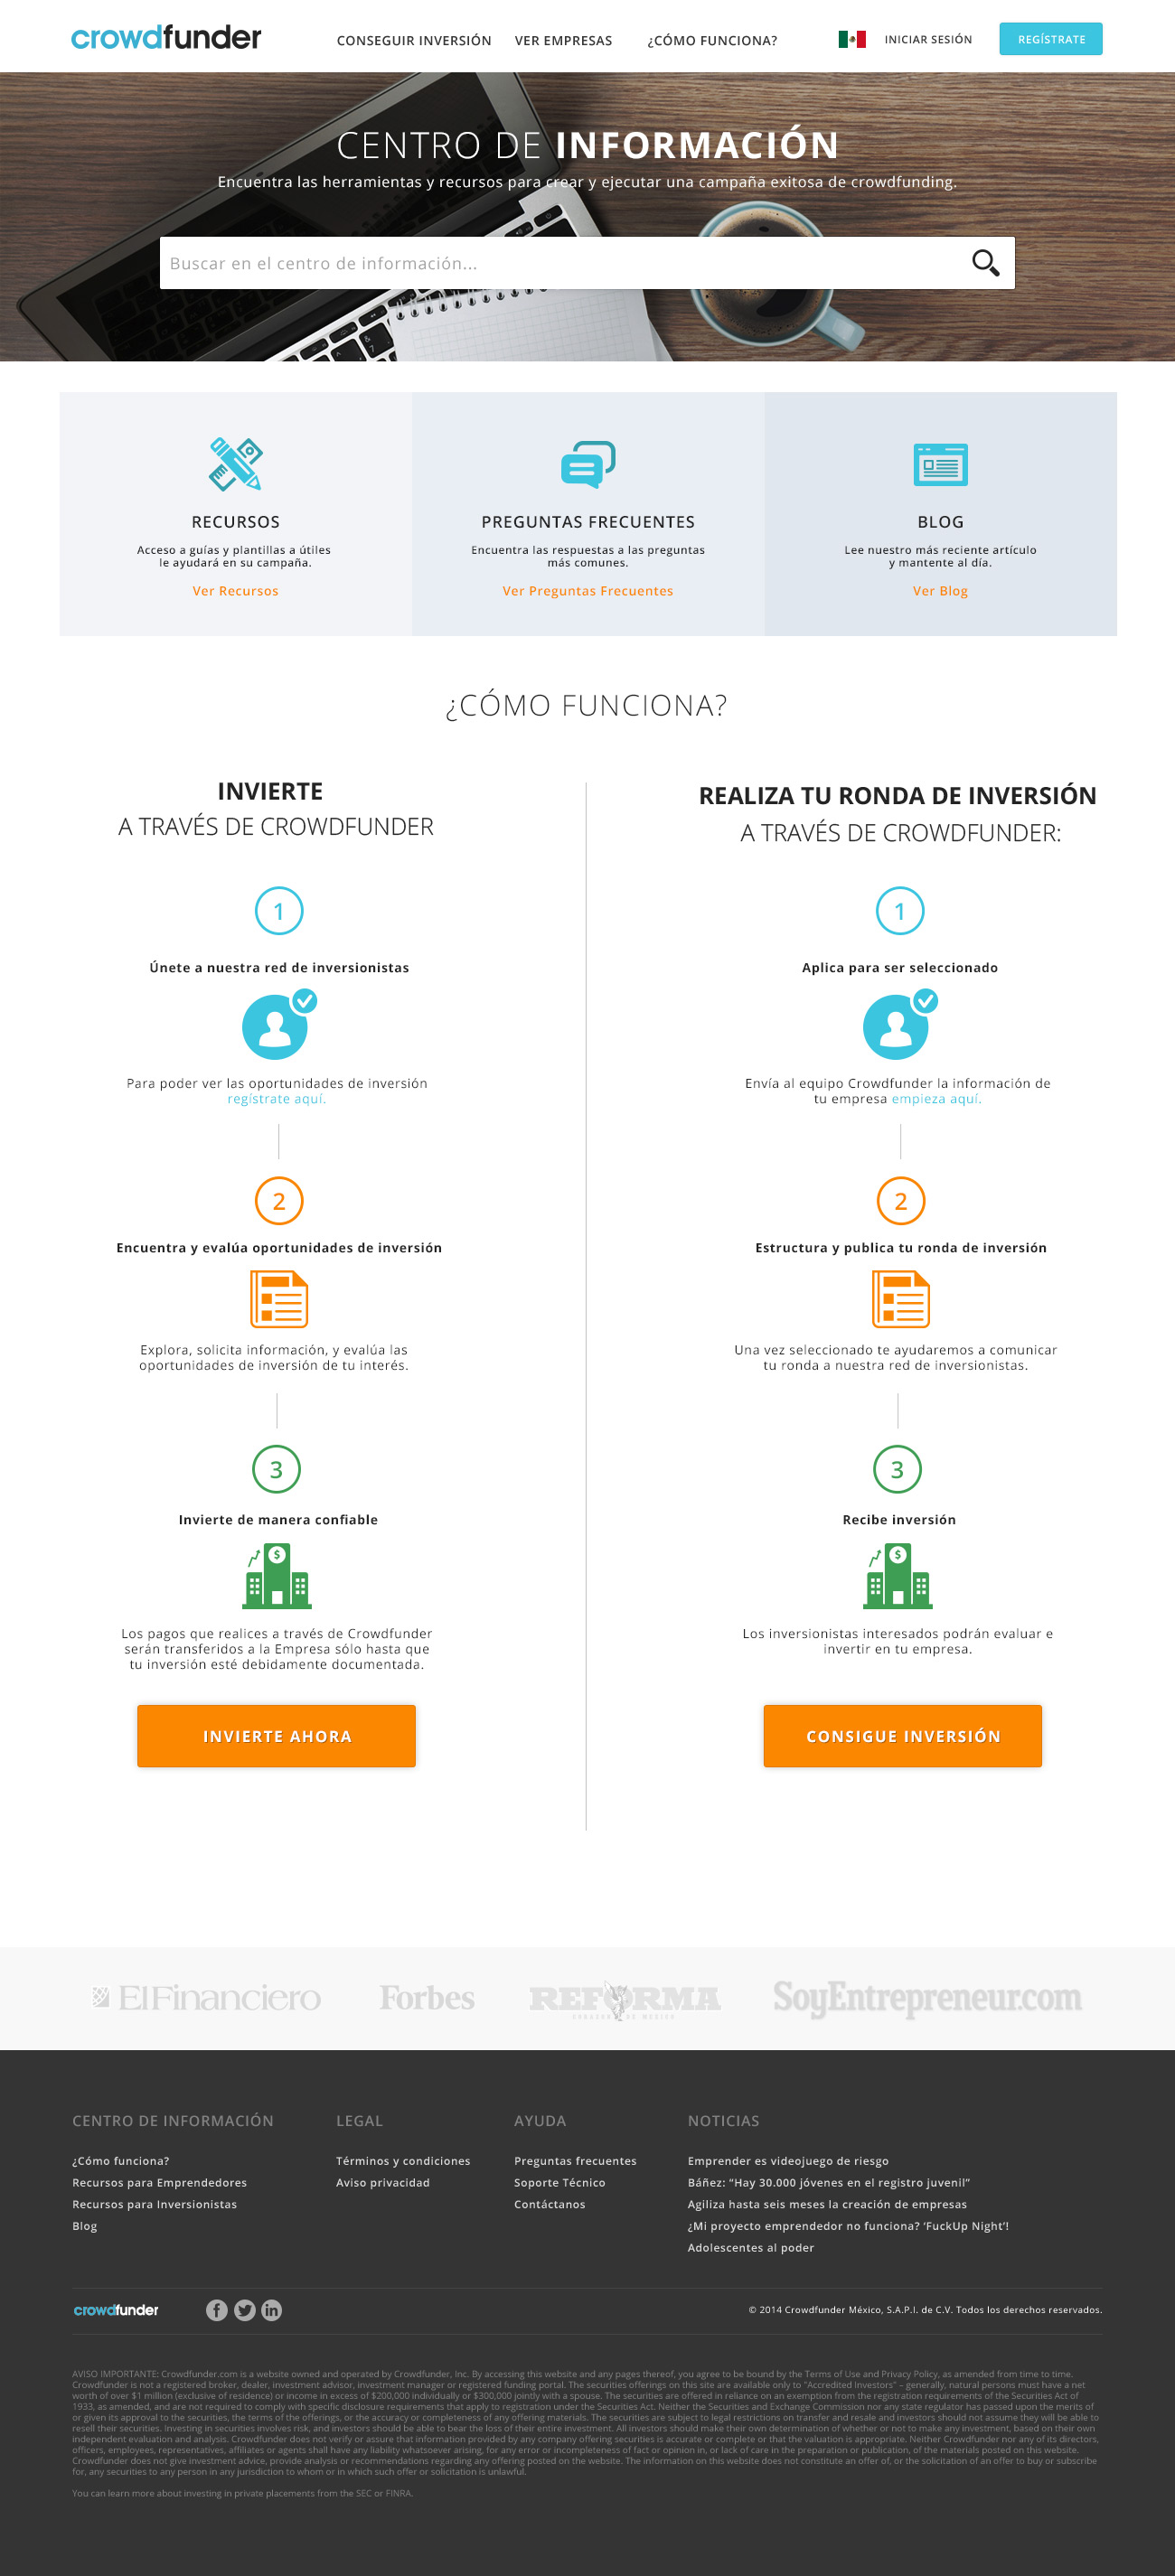 crowdfunder
CONSEGUIR INVERSIÓN
VER EMPRESAS
¿CÓMO FUNCIONA?
INICIAR SESIÓN
REGÍSTRATE
CENTRO DE INFORMACIÓN
Encuentra las herramientas y recursos para crear y ejecutar una campaña exitosa de crowdfunding.
Buscar en el centro de información...
RECURSOS
Acceso a guías y plantillas a útiles
le ayudará en su campaña.
Ver Recursos
PREGUNTAS FRECUENTES
Encuentra las respuestas a las preguntas
más comunes.
Ver Preguntas Frecuentes
BLOG
Lee nuestro más reciente artículo
y mantente al día.
Ver Blog
¿CÓMO FUNCIONA?
INVIERTE
A TRAVÉS DE CROWDFUNDER
1
Únete a nuestra red de inversionistas
Para poder ver las oportunidades de inversión
regístrate aquí.
2
Encuentra y evalúa oportunidades de inversión
Explora, solicita información, y evalúa las
oportunidades de inversión de tu interés.
3
Invierte de manera confiable
$
Los pagos que realices a través de Crowdfunder
serán transferidos a la Empresa sólo hasta que
tu inversión esté debidamente documentada.
INVIERTE AHORA
REALIZA TU RONDA DE INVERSIÓN
A TRAVÉS DE CROWDFUNDER:
1
Aplica para ser seleccionado
Envía al equipo Crowdfunder la información de
tu empresa empieza aquí.
2
Estructura y publica tu ronda de inversión
Una vez seleccionado te ayudaremos a comunicar
tu ronda a nuestra red de inversionistas.
3
Recibe inversión
$
Los inversionistas interesados podrán evaluar e
invertir en tu empresa.
CONSIGUE INVERSIÓN
El Financiero
Forbes
REFORMA
CORAZON DE MEXICO
SoyEntrepreneur.com
CENTRO DE INFORMACIÓN
¿Cómo funciona?
Recursos para Emprendedores
Recursos para Inversionistas
Blog
LEGAL
Términos y condiciones
Aviso privacidad
AYUDA
Preguntas frecuentes
Soporte Técnico
Contáctanos
NOTICIAS
Emprender es videojuego de riesgo
Báñez: “Hay 30.000 jóvenes en el registro juvenil”
Agiliza hasta seis meses la creación de empresas
¿Mi proyecto emprendedor no funciona? ‘FuckUp Night’!
Adolescentes al poder
crowdfunder
© 2014 Crowdfunder México, S.A.P.I. de C.V. Todos los derechos reservados.
AVISO IMPORTANTE: Crowdfunder.com is a website owned and operated by Crowdfunder, Inc. By accessing this website and any pages thereof, you agree to be bound by the Terms of Use and Privacy Policy, as amended from time to time.
Crowdfunder is not a registered broker, dealer, investment advisor, investment manager or registered funding portal. The securities offerings on this site are available only to "Accredited Investors" – generally, natural persons must have a net
worth of over $1 million (exclusive of residence) or income in excess of $200,000 individually or $300,000 jointly with a spouse. The securities are offered in reliance on an exemption from the registration requirements of the Securities Act of
1933, as amended, and are not required to comply with specific disclosure requirements that apply to registration under the Securities Act. Neither the Securities and Exchange Commission nor any state regulator has passed upon the merits of
or given its approval to the securities, the terms of the offerings, or the accuracy or completeness of any offering materials. The securities are subject to legal restrictions on transfer and resale and investors should not assume they will be able to
resell their securities. Investing in securities involves risk, and investors should be able to bear the loss of their entire investment. All investors should make their own determination of whether or not to make any investment, based on their own
independent evaluation and analysis. Crowdfunder does not verify or assure that information provided by any company offering securities is accurate or complete or that the valuation is appropriate. Neither Crowdfunder nor any of its directors,
officers, employees, representatives, affiliates or agents shall have any liability whatsoever arising, for any error or incompleteness of fact or opinion in, or lack of care in the preparation or publication, of the materials posted on this website.
Crowdfunder does not give investment advice, provide analysis or recommendations regarding any offering posted on the website. The information on this website does not constitute an offer of, or the solicitation of an offer to buy or subscribe
for, any securities to any person in any jurisdiction to whom or in which such offer or solicitation is unlawful.
You can learn more about investing in private placements from the SEC or FINRA.